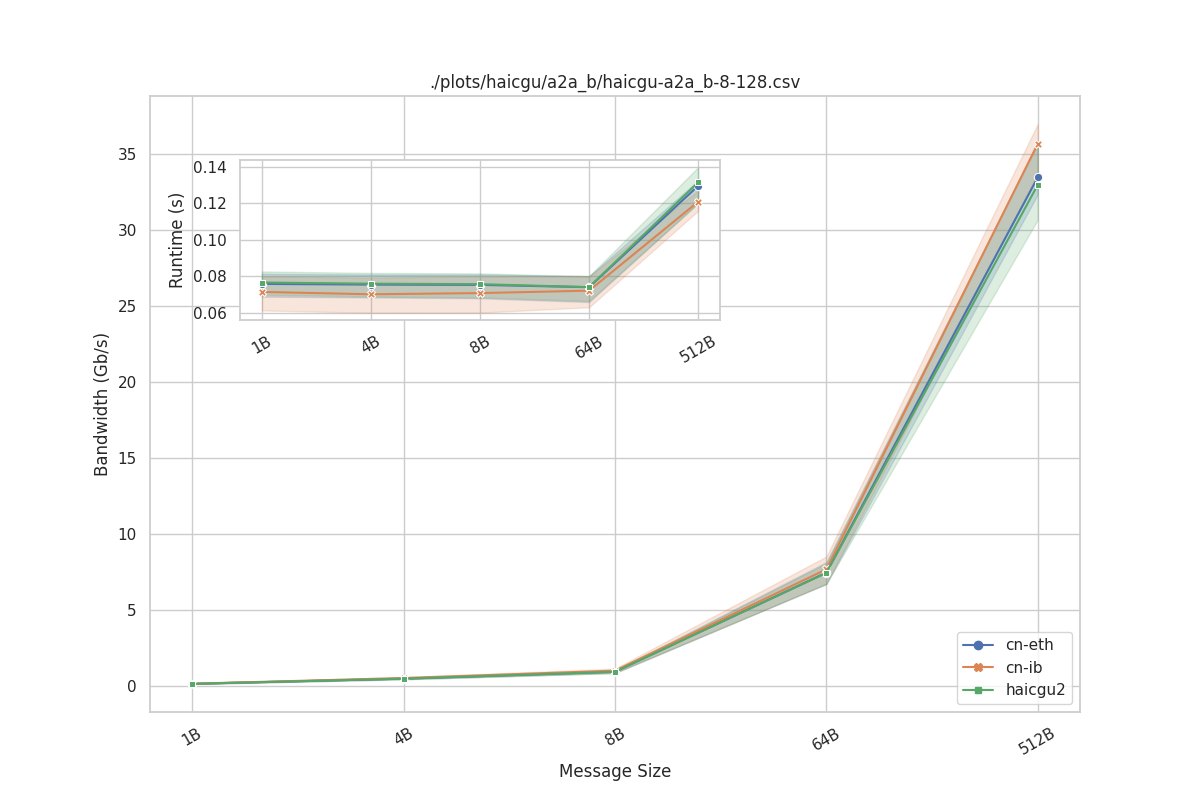 ./plots/haicgu/a2a_b/haicgu-a2a_b-8-128.csv
Bandwidth (Gb/s)
35
30
25
20
15
10
5
0
Runtime (s)
0.14
0.12
0.10
0.08
0.06
1B
4B
8B
64B
512B
cn-eth
cn-ib
haicgu2
1B
4B
8B
64B
512B
Message Size